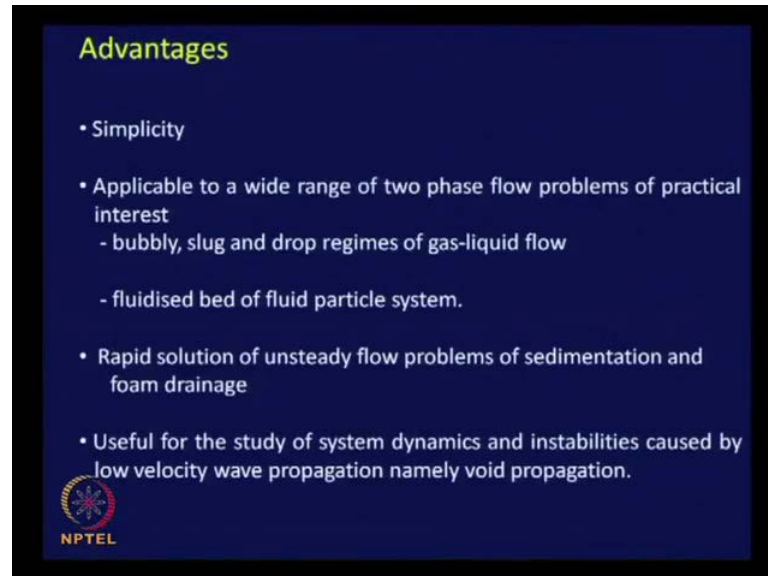 Advantages
• Simplicity
• Applicable to a wide range of two phase flow problems of practical
interest
- bubbly, slug and drop regimes of gas-liquid flow
- fluidised bed of fluid particle system.
• Rapid solution of unsteady flow problems of sedimentation and
foam drainage
• Useful for the study of system dynamics and instabilities caused by
low velocity wave propagation namely void propagation.
NPTEL